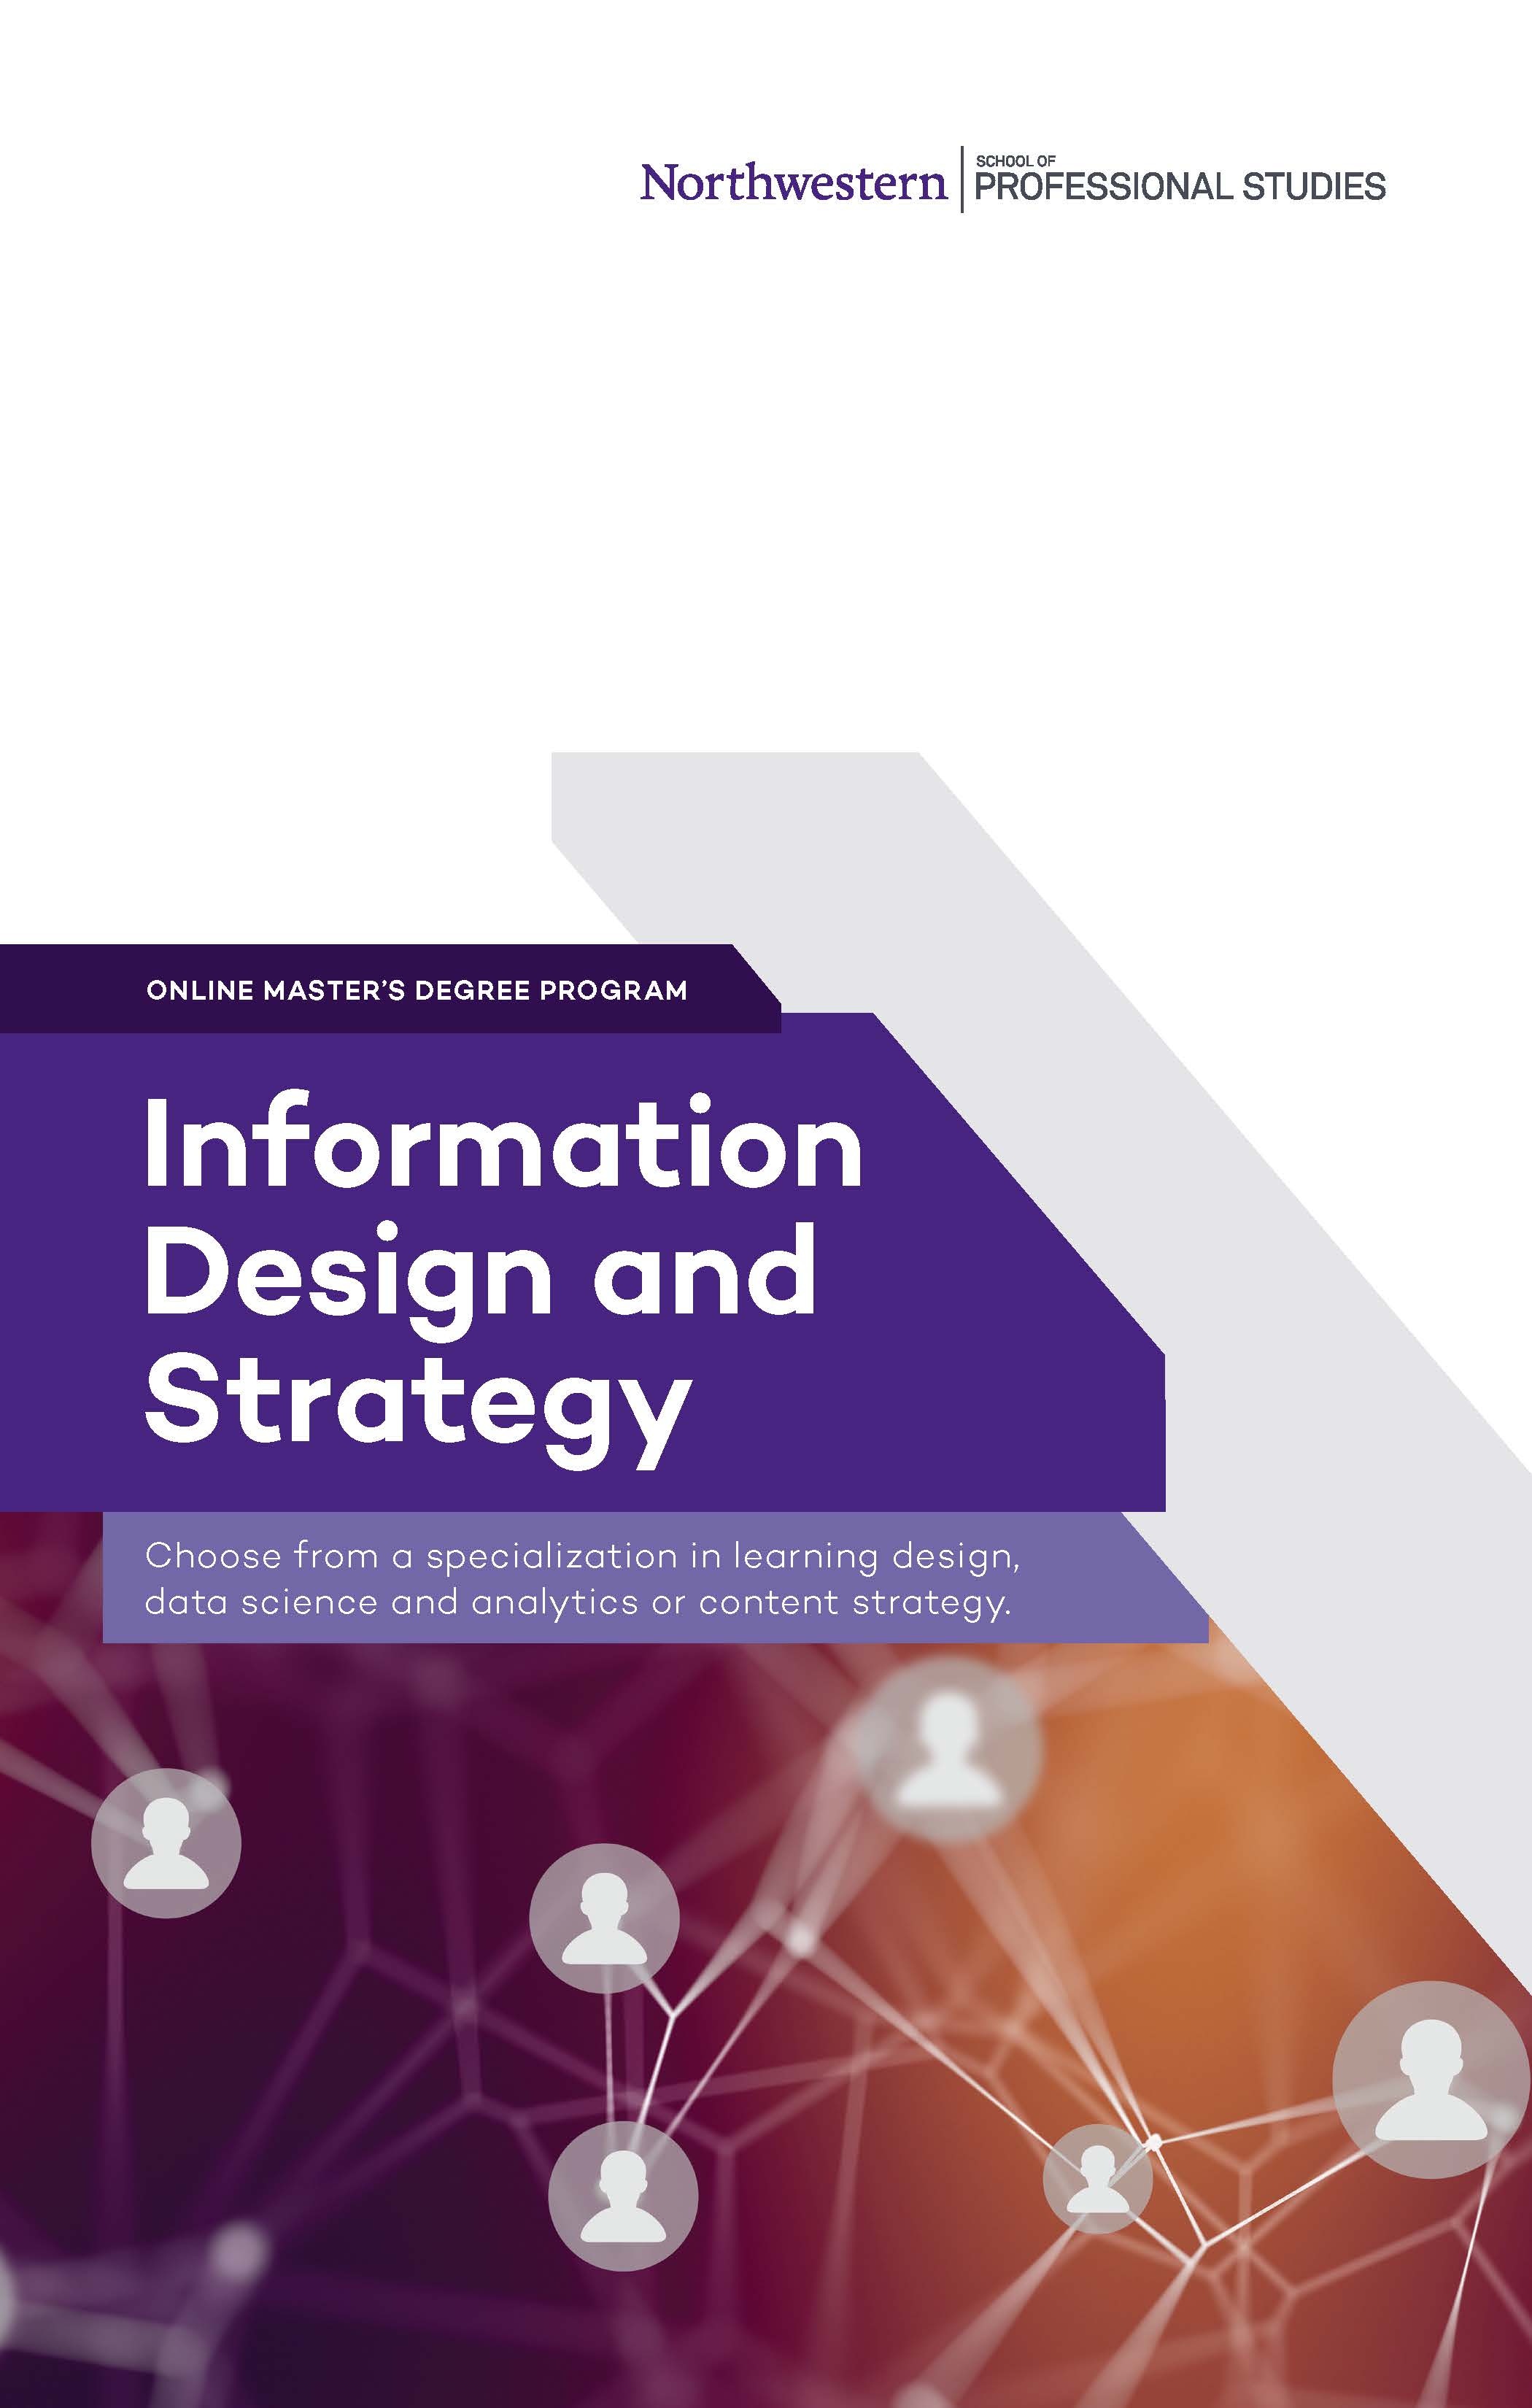 Northwestern
SCHOOL OF
PROFESSIONAL STUDIES
ONLINE MASTER’S DEGREE PROGRAM
Information
Design and
Strategy
Choose from a specialization in learning design,
data science and analytics or content strategy.